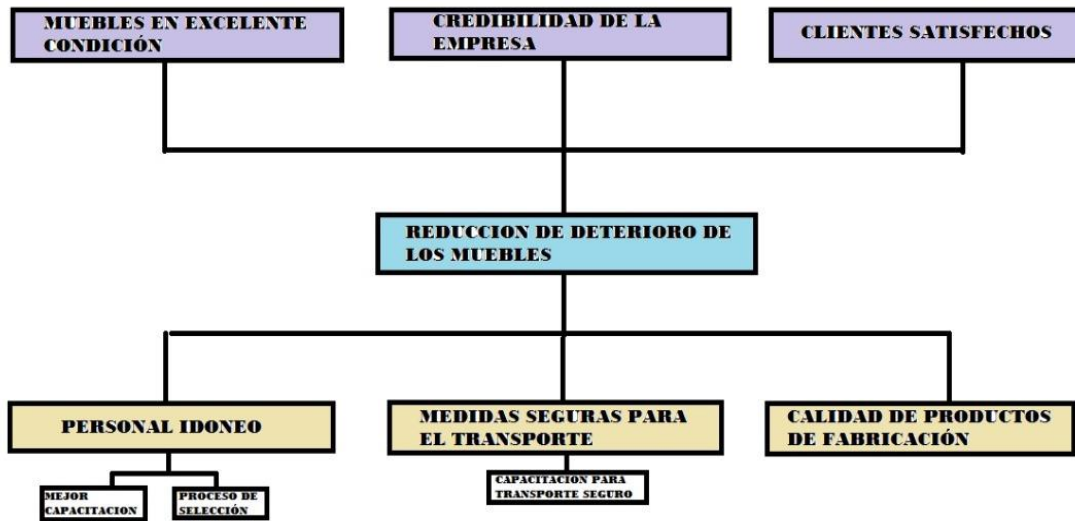 MUEBLES EN EXCELENTE
CONDICIÓN
CREDIBILIDAD DE LA
EMPRESA
CLIENTES SATISFECHOS
REDUCCION DE DETERIORO DE
LOS MUEBLES
PERSONAL IDONEO
MEDIDAS SEGURAS PARA
EL TRANSPORTE
CALIDAD DE PRODUCTOS
DE FABRICACIÓN
MEJOR
CAPACITACION
PROCESO DE
SELECCIÓN
CAPACITACION PARA
TRANSPORTE SEGURO